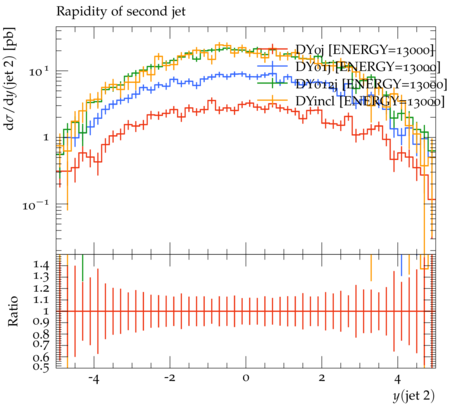 Rapidity of second jet
dσ/dy(jet 2) [pb]
DY0j [ENERGY=13000]
DY01j [ENERGY=13000]
DY012j [ENERGY=13000]
DYincl [ENERGY=13000]
10¹
1
10⁻¹
Ratio
1.4
1.3
1.2
1.1
1
0.9
0.8
0.7
0.6
0.5
-4 -2 0 2 4
y(jet 2)